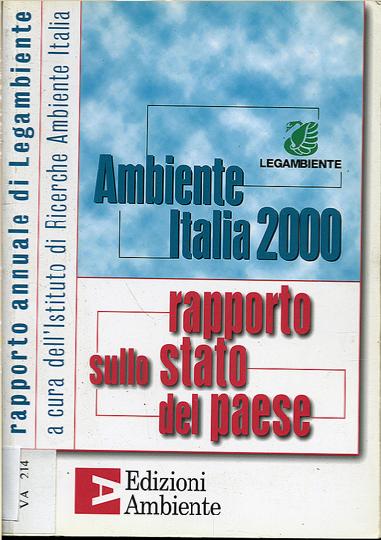 rapporto annuale di Legambiente
a cura dell'Istituto di Ricerche Ambiente Italia
LEGAMBIENTE
Ambiente
Italia 2000
rapporto
sullo stato
del paese
VA 214
A
Edizioni
Ambiente